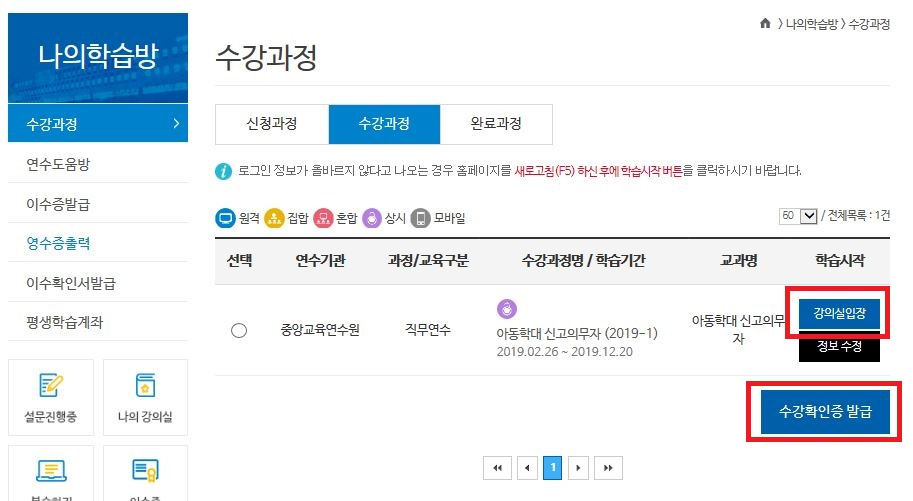 나의학습방
수강과정
연수도움방
이수증발급
영수증출력
이수확인서발급
평생학습계좌
설문진행중
나의 강의실
이수증
> 나의학습방 > 수강과정
수강과정
신청과정
수강과정
완료과정
로그인 정보가 올바르지 않다고 나오는 경우 홈페이지를 새로고침(F5) 하신 후에 학습시작 버튼을 클릭하시기 바랍니다.
원격 집합 혼합 상시 모바일
60 / 전체목록 : 1건
선택 연수기관 과정/교육구분 수강과정명 / 학습기간 교과명 학습시작
중앙교육연수원
직무연수
아동학대 신고의무자 (2019-1)
2019.02.26 ~ 2019.12.20
아동학대 신고의무
자
강의실입장
정보 수정
수강확인증 발급
1